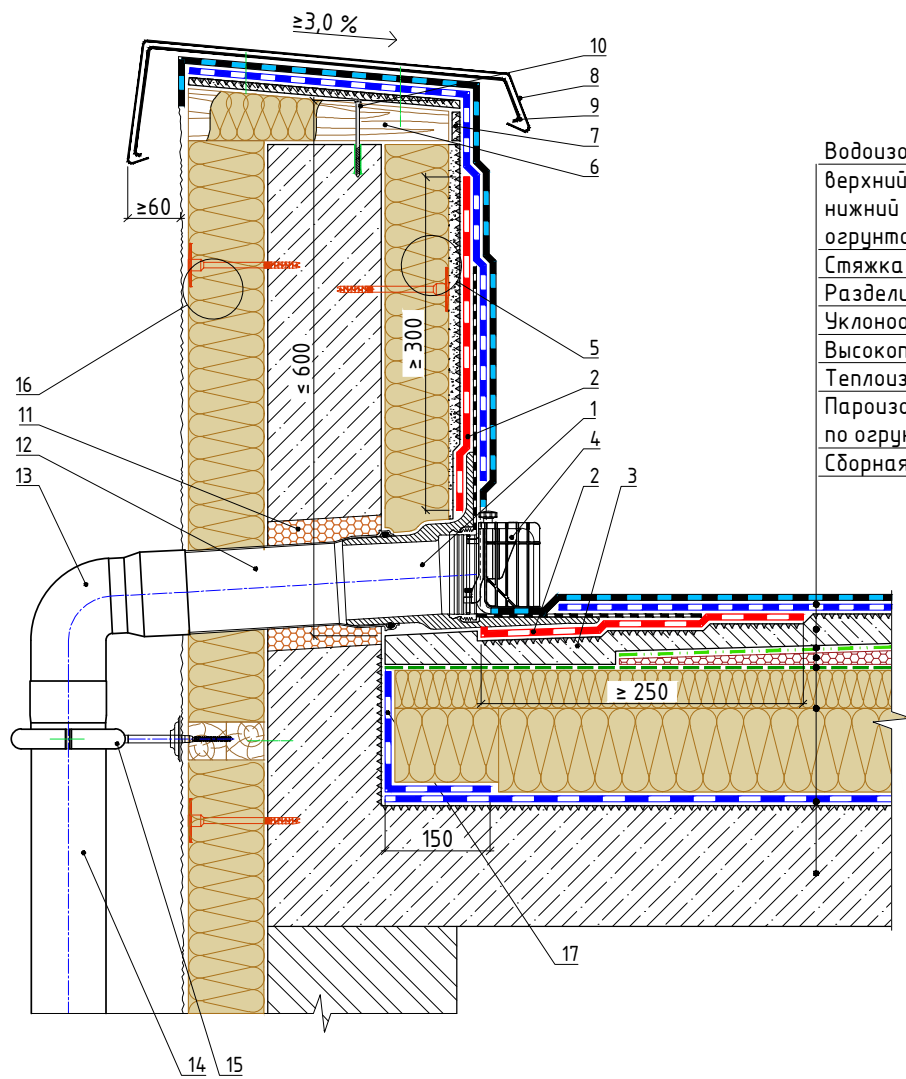 ≥3,0 %
10
8
9
7
6
≥60
Водоизо
верхний
нижний
огрунто
Стяжка
Раздели
Уклоноо
Высокоп
Теплоиз
Пароизо
по огрун
Сборная
5
≤ 600
≥ 300
16
2
11
1
12
4
13
2
3
≥ 250
150
17
14
15